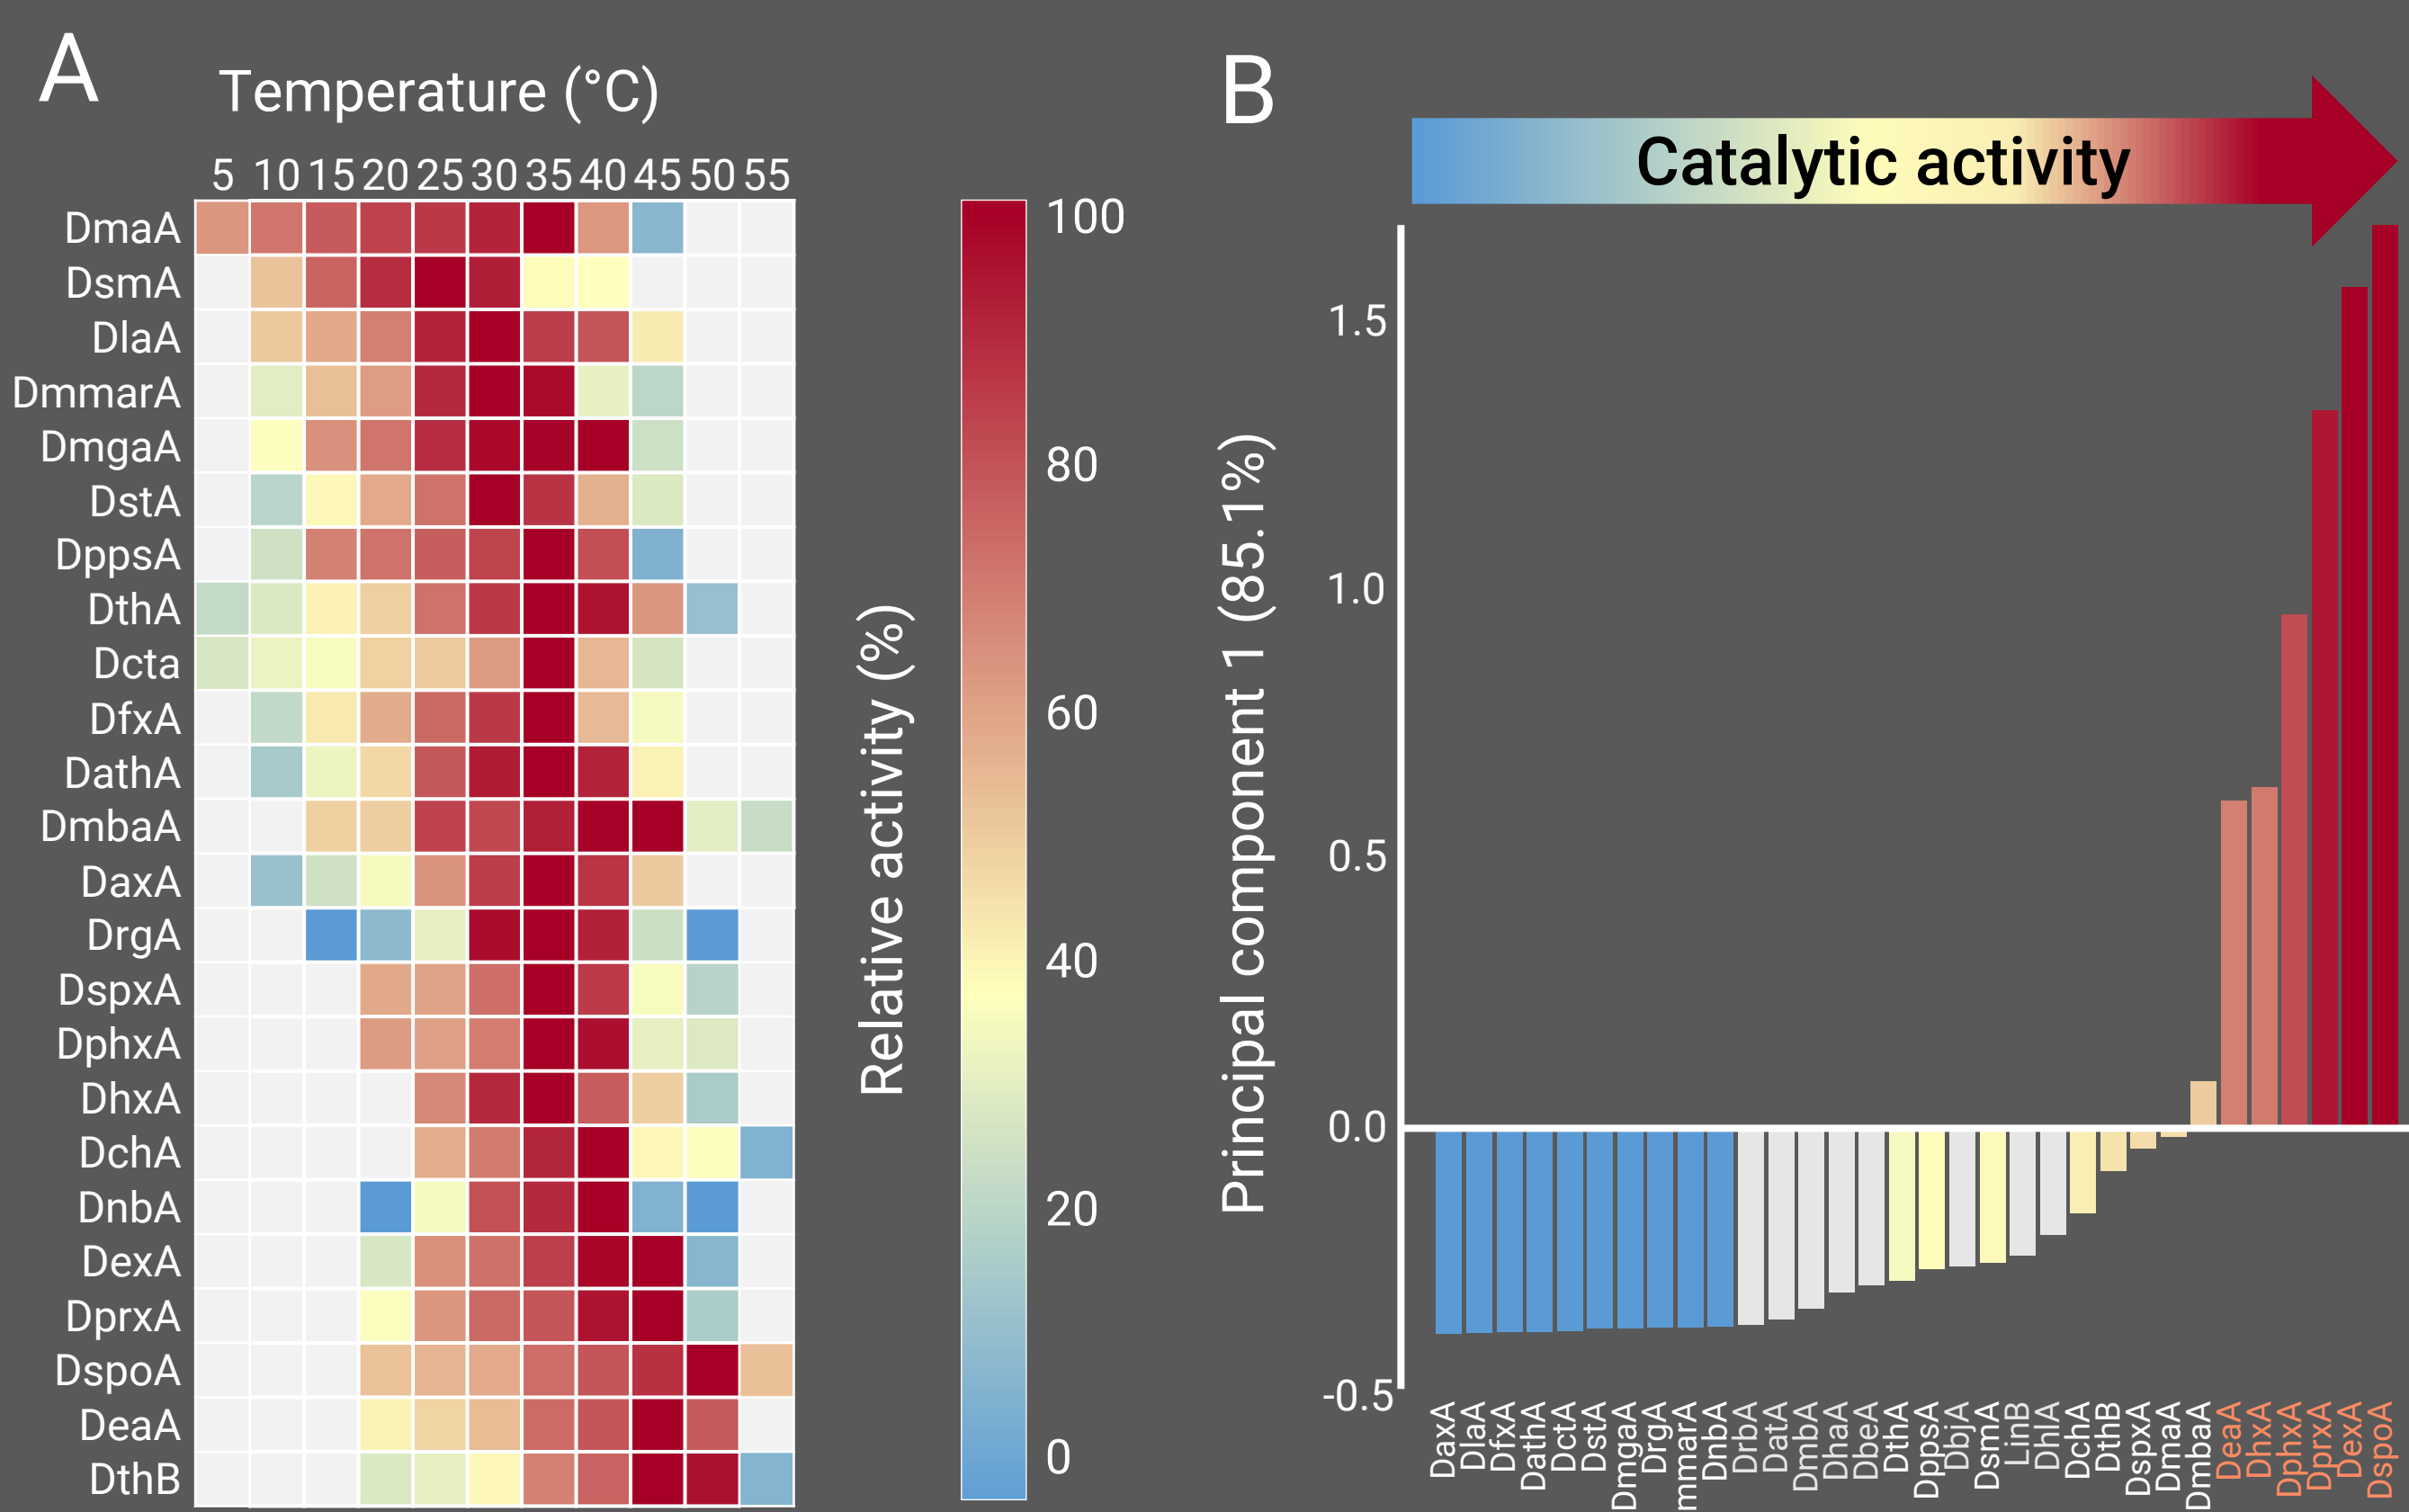 A
Temperature (°C)
5 10 15 20 25 30 35 40 45 50 55
DmaA
DsmA
DlaA
DmmarA
DmgaA
DstA
DppsA
DthA
Dcta
DfxA
DathA
DmbaA
DaxA
DrgA
DspxA
DphxA
DhxA
DchA
DnbA
DexA
DprxA
DspoA
DeaA
DthB
Relative activity (%)
100
80
60
40
20
0
B
Catalytic activity
Principal component 1 (85.1%)
1.5
1.0
0.5
0.0
-0.5
DaxA
DlaA
DfxA
DathA
DctA
DstA
DmgaA
DrgA
mmarA
DnbA
DrbA
DatA
DmbA
DhaA
DbeA
DthA
DppsA
DbjA
DsmA
LinB
DhlA
DchA
DthB
DspxA
DmaA
DmbaA
DeaA
DhxA
DphxA
DprxA
DexA
DspoA